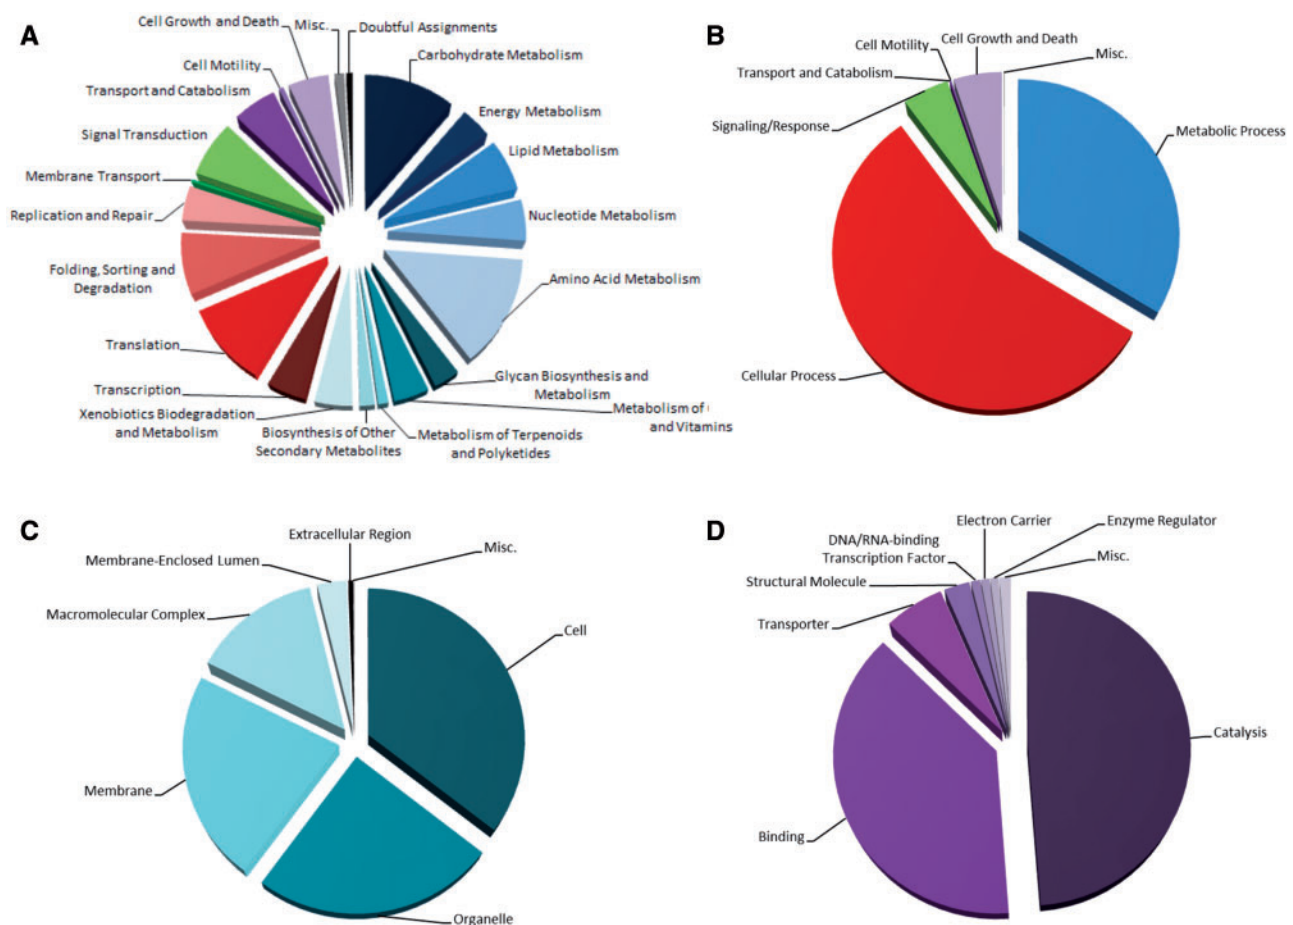 A
Cell Growth and Death
Misc.
Doubtful Assignments
Carbohydrate Metabolism
Energy Metabolism
Lipid Metabolism
Nucleotide Metabolism
Amino Acid Metabolism
Glycan Biosynthesis and
Metabolism
Metabolism of
and Vitamins
Metabolism of Terpenoids
and Polyketides
Biosynthesis of Other
Secondary Metabolites
Xenobiotics Biodegradation
and Metabolism
Transcription
Translation
Folding, Sorting and
Degradation
Replication and Repair
Membrane Transport
Signal Transduction
Transport and Catabolism
Cell Motility
B
Cell Motility
Cell Growth and Death
Misc.
Transport and Catabolism
Signaling/Response
Metabolic Process
Cellular Process
C
Extracellular Region
Misc.
Membrane-Enclosed Lumen
Macromolecular Complex
Cell
Membrane
Organelle
D
Electron Carrier
Enzyme Regulator
DNA/RNA-binding
Transcription Factor
Misc.
Structural Molecule
Transporter
Catalysis
Binding